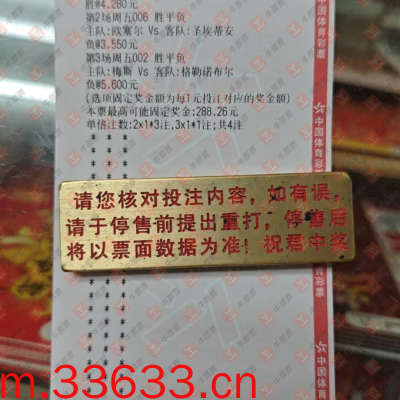 胜@4.280元
第2场周五006 胜平负
主队:欧塞尔 Vs 客队:圣埃蒂安
负@3.550元
第3场周五002 胜平负
主队:梅斯 Vs 客队:格勒诺布尔
负@5.600元
(选项固定奖金额为每1元投注对应的奖金额)
本票最高可能固定奖金:288.26元
单倍注数:2x1*3注,3x1*1注;共4注
请您核对投注内容，如有误，
请于停售前提出重打，停售后
将以票面数据为准！祝君中奖
中国体育彩票
中国体育彩票
中国体育彩票
m.33633.cn